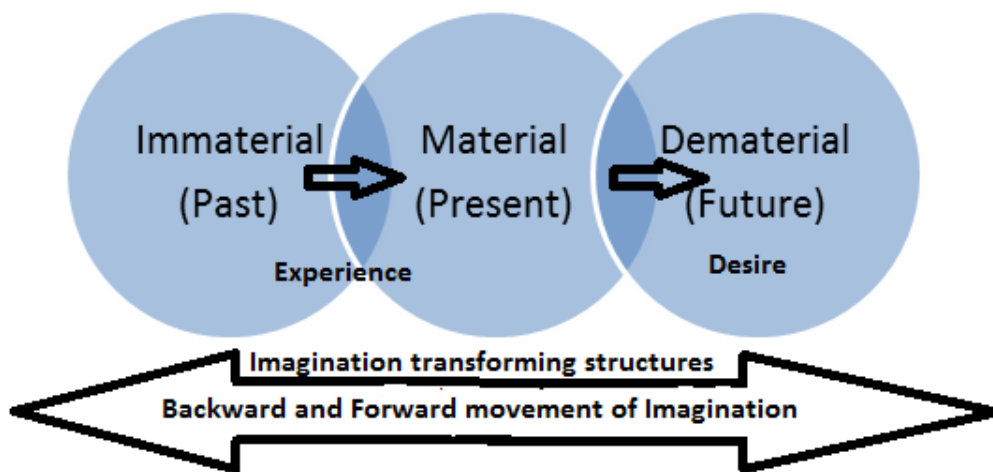 Immaterial
(Past)
Material
(Present)
Dematerial
(Future)
Experience
Desire
Imagination transforming structures
Backward and Forward movement of Imagination